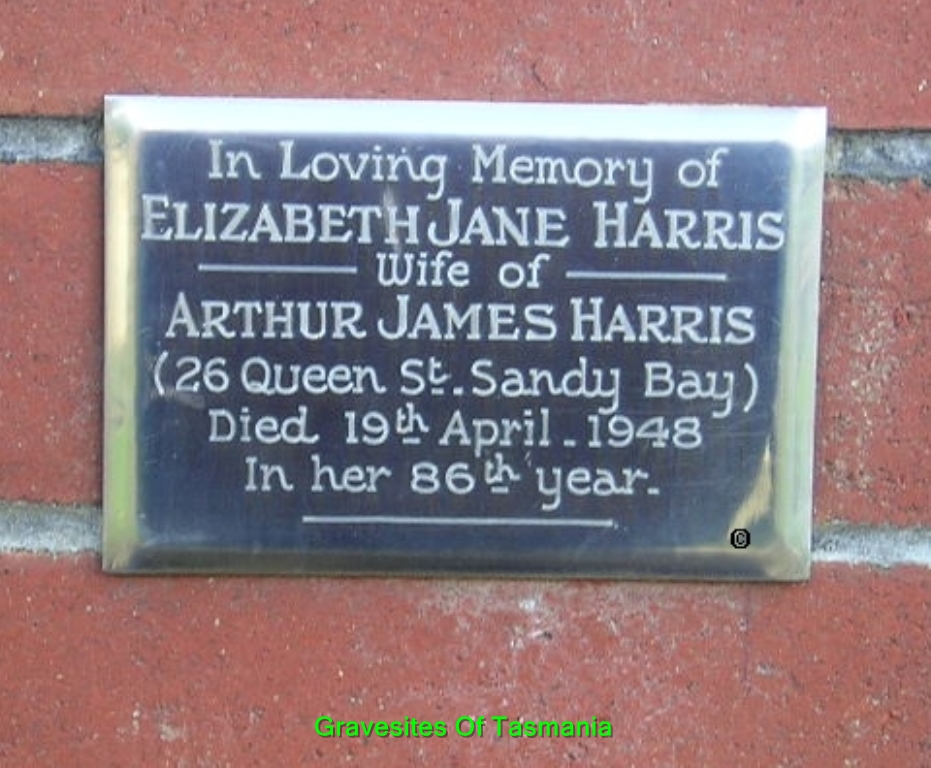 In Loving Memory of
ELIZABETH JANE HARRIS
Wife of
ARTHUR JAMES HARRIS
(26 Queen St. Sandy Bay)
Died 19th April. 1948
In her 86th year.
©
Gravesites Of Tasmania